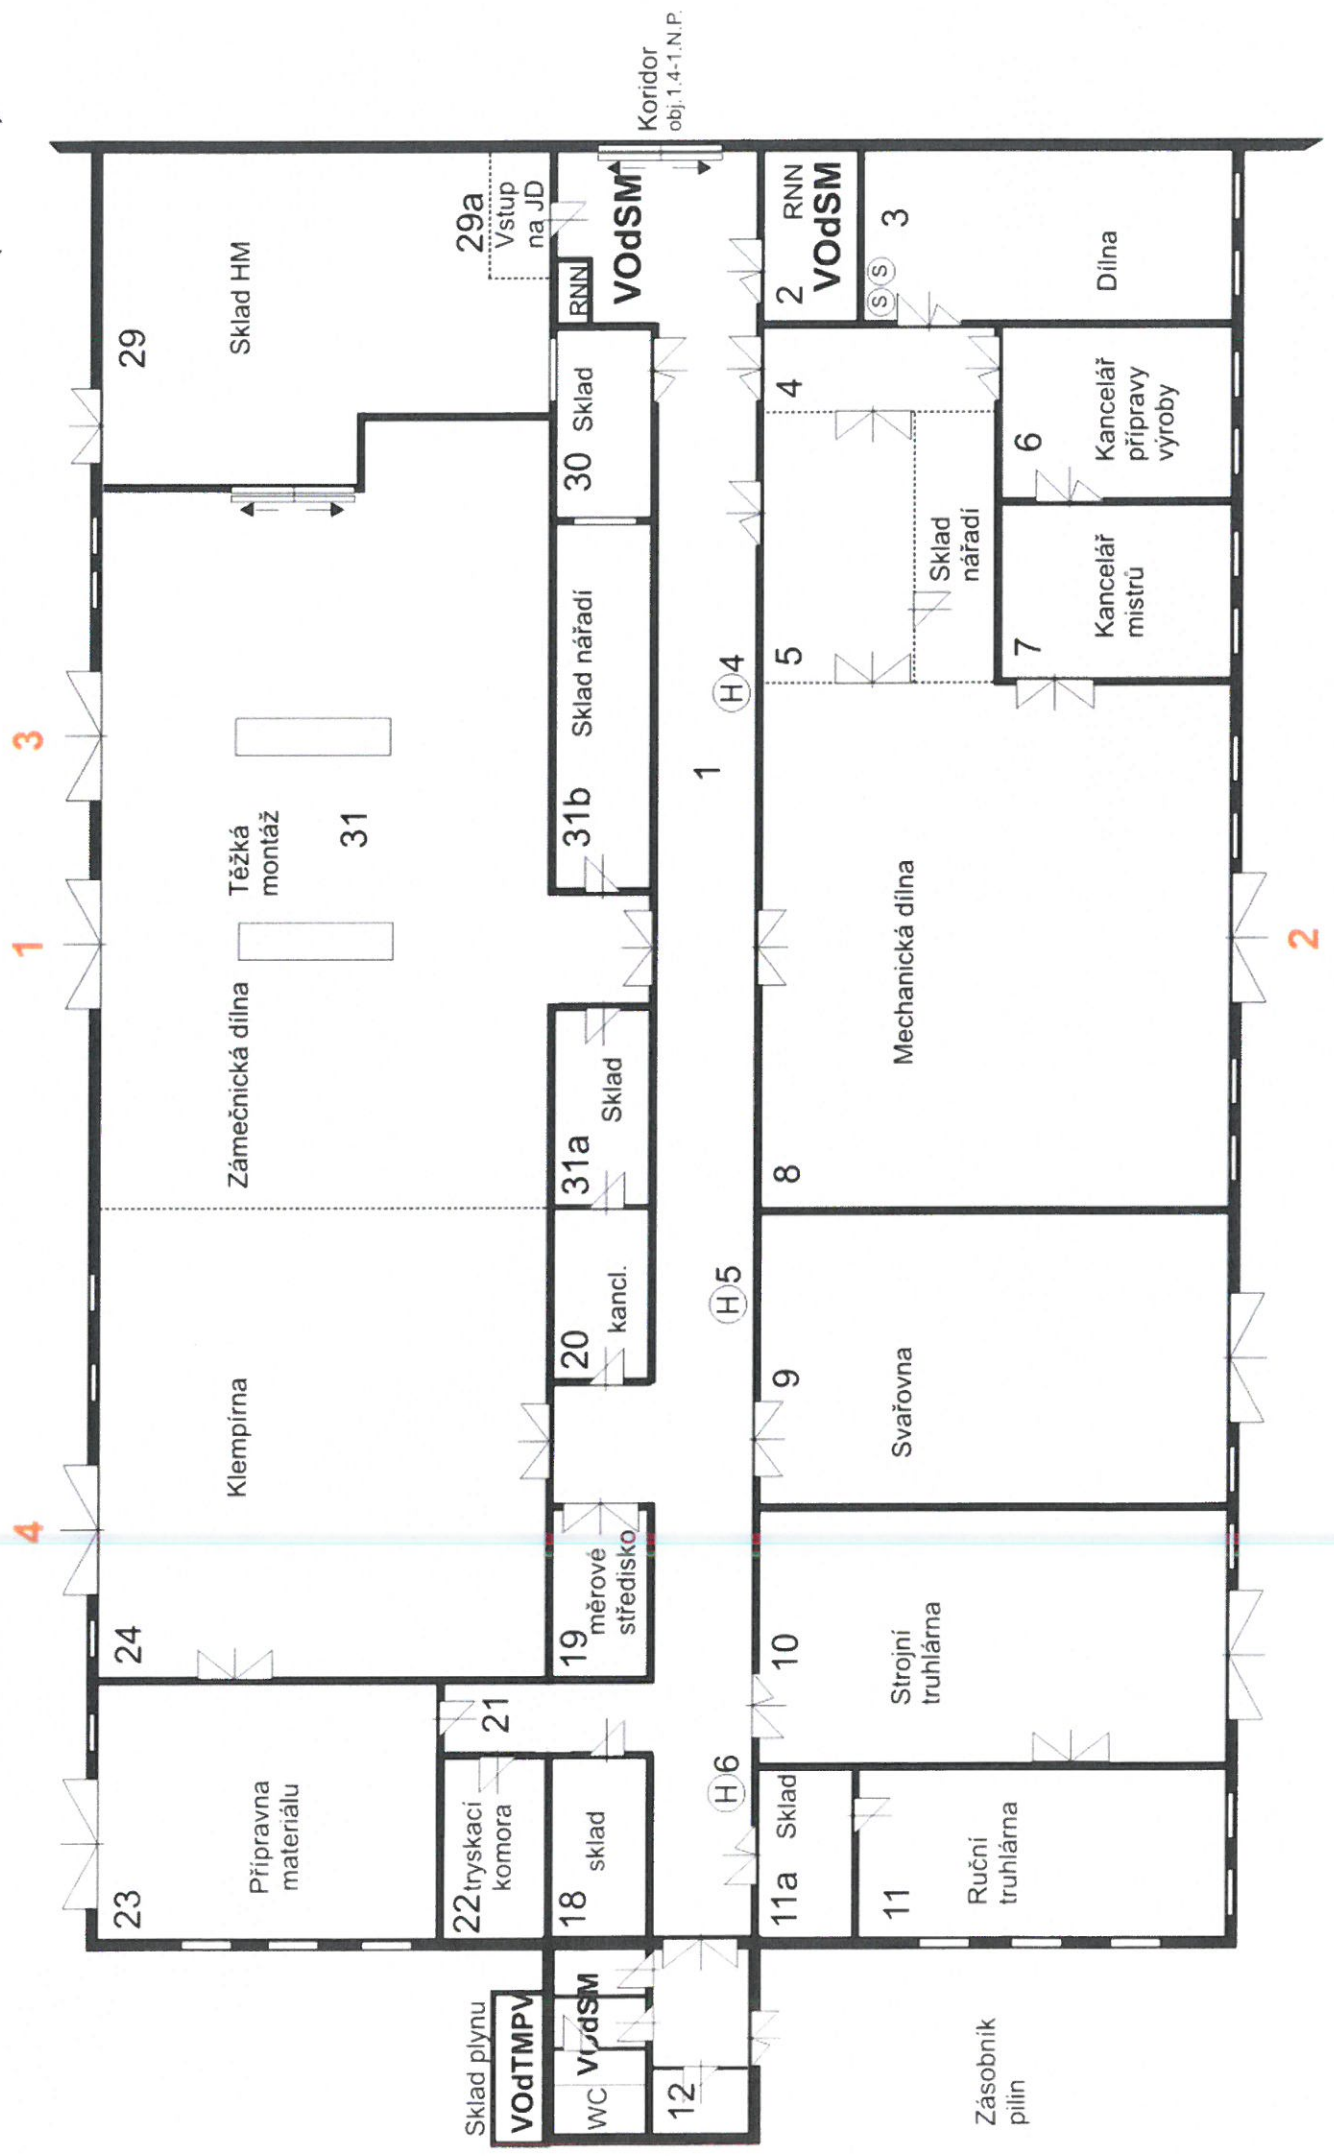 Sklad plynu
VOdTMPV
WC
VOdSM
12
Zásobník
pilin
23
Přípravna
materiálu
22
tryskací
komora
18
sklad
21
H 6
11a
Sklad
11
Ruční
truhlárna
4
24
Klempírna
19
měrové
středisko
10
Strojní
truhlárna
20
kancl.
H 5
9
Svařovna
1
3
Zámečnická dílna
Těžká
montáž
31
31a
Sklad
31b
Sklad nářadí
1
H 4
8
Mechanická dílna
2
5
Sklad
nářadí
7
Kancelář
mistrů
29
Sklad HM
29a
Vstup
na JD
30
Sklad
RNN
VOdSM
4
6
Kancelář
přípravy
výroby
2
RNN
VOdSM
3
S S
Dílna
Koridor
obj.1.4-1.N.P.